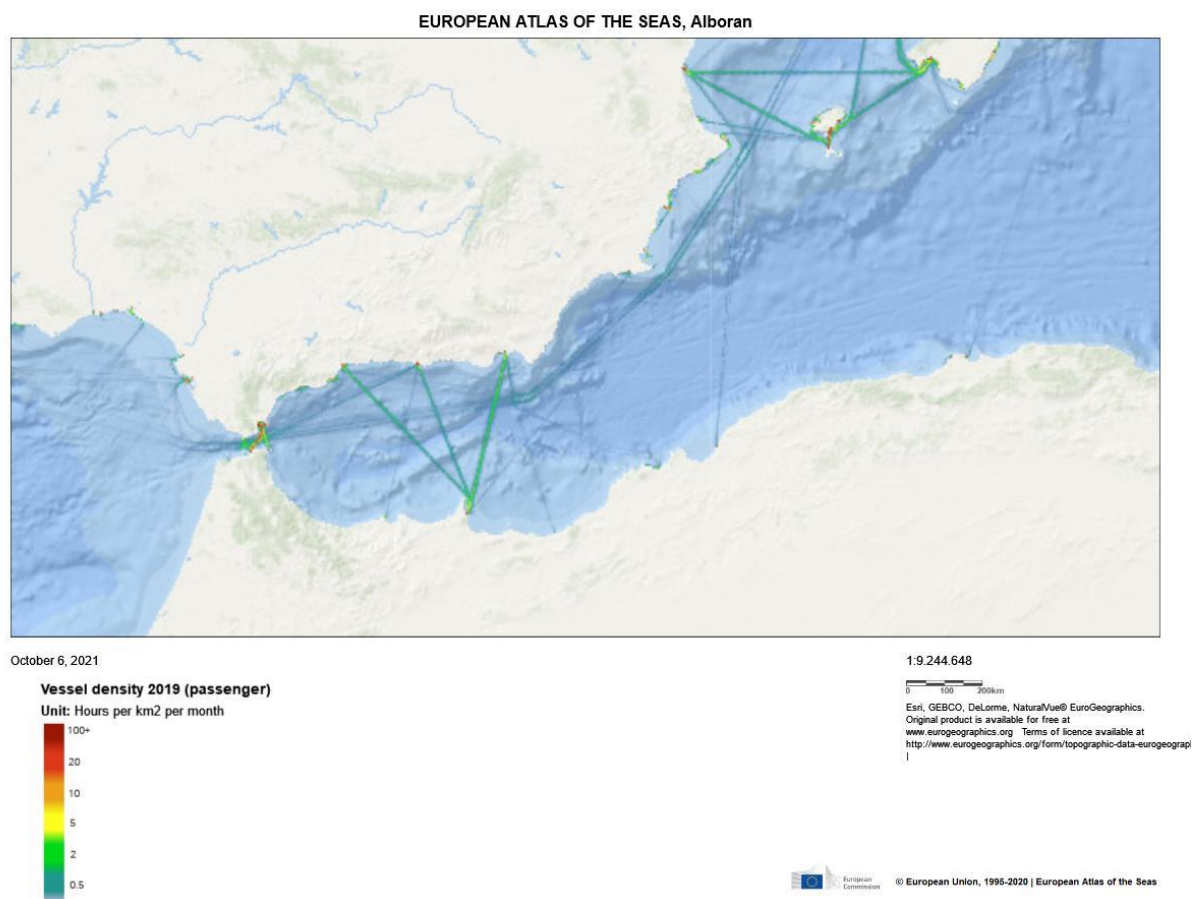 EUROPEAN ATLAS OF THE SEAS, Alboran
October 6, 2021
1:9.244.648
Vessel density 2019 (passenger)
Unit: Hours per km2 per month
100+
20
10
5
2
0.5
0 100 200km
Esri, GEBCO, DeLorme, NaturalVue® EuroGeographics.
Original product is available for free at
www.eurogeographics.org Terms of licence available at
http://www.eurogeographics.org/form/topographic-data-eurogeograpl
|
European
Commission
© European Union, 1995-2020 | European Atlas of the Seas